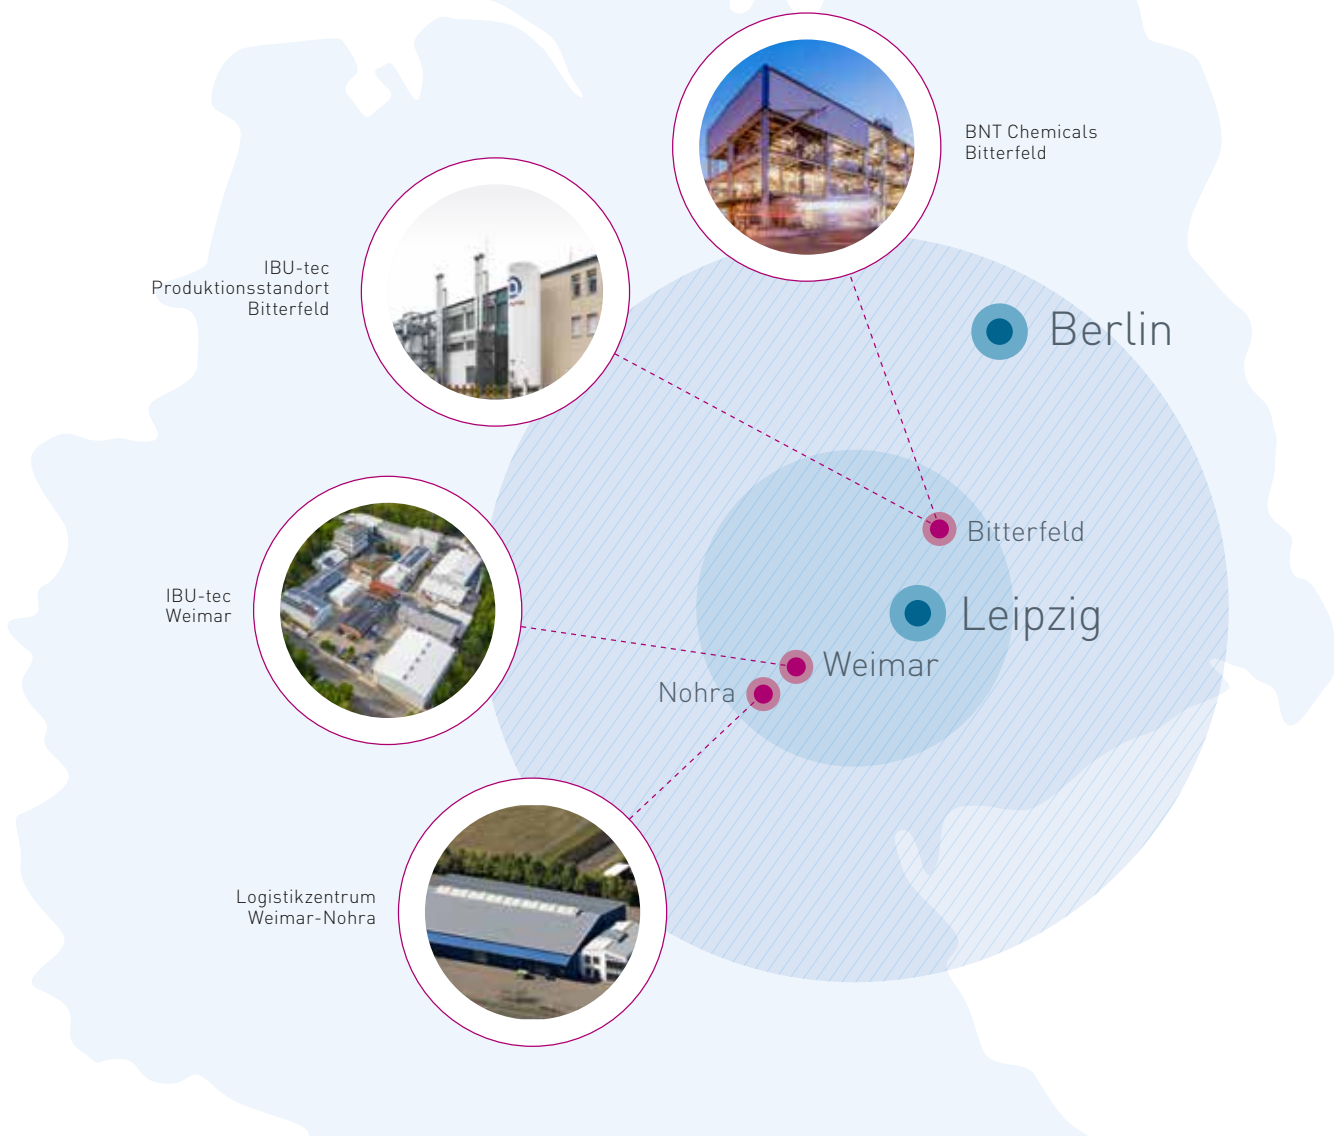 BNT Chemicals
Bitterfeld
IBU-tec
Produktionsstandort
Bitterfeld
Berlin
Bitterfeld
IBU-tec
Weimar
Leipzig
Weimar
Nohra
Logistikzentrum
Weimar-Nohra